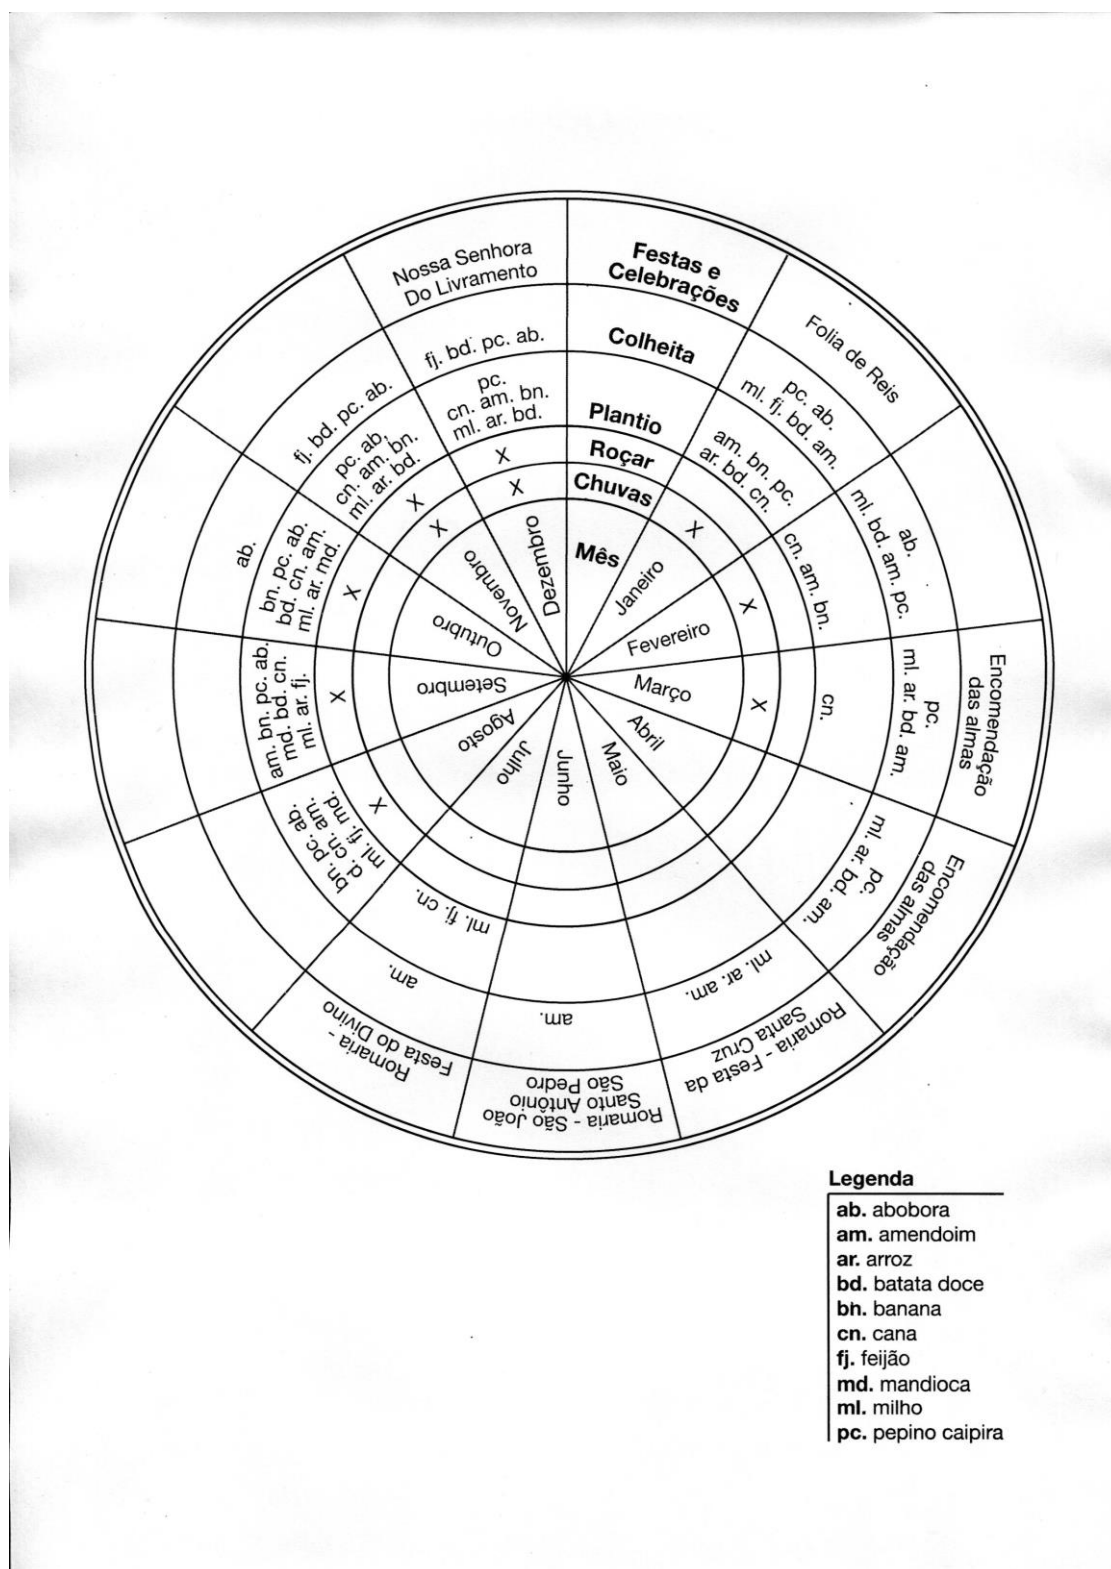 Festas e
Celebrações
Colheita
Plantio
Roçar
Chuvas
Mês
Folia de Reis
pc. ab.
ml. fj. bd. am.
am. bn. pc.
ar. bd. cn.
X
Janeiro
ab.
ml. bd. am. pc.
cn. am. bn.
X
Fevereiro
Encomendação
das almas
pc.
ml. ar. bd. am.
cn.
X
Março
Encomendação
das almas
pc.
ml. ar. bd. am.
Abril
Romaria - Festa da
Santa Cruz
ml. ar. am.
Maio
Romaria - São João
Santo Antônio
São Pedro
am.
Junho
Romaria -
Festa do Divino
am.
ml. fj. cn.
Julho
bn. pc. ab.
d. cn. am.
ml. fj. md.
X
Agosto
am. bn. pc. ab.
md. bd. cn.
ml. ar. fj.
X
Setembro
ab.
bn. pc. ab.
bd. cn. am.
ml. ar. md.
X
Outubro
fj. bd. pc. ab.
pc. ab.
cn. am. bn.
ml. ar. bd.
X
X
Novembro
Nossa Senhora
Do Livramento
fj. bd. pc. ab.
pc.
cn. am. bn.
ml. ar. bd.
X
X
Dezembro
Legenda
ab. abobora
am. amendoim
ar. arroz
bd. batata doce
bn. banana
cn. cana
fj. feijão
md. mandioca
ml. milho
pc. pepino caipira